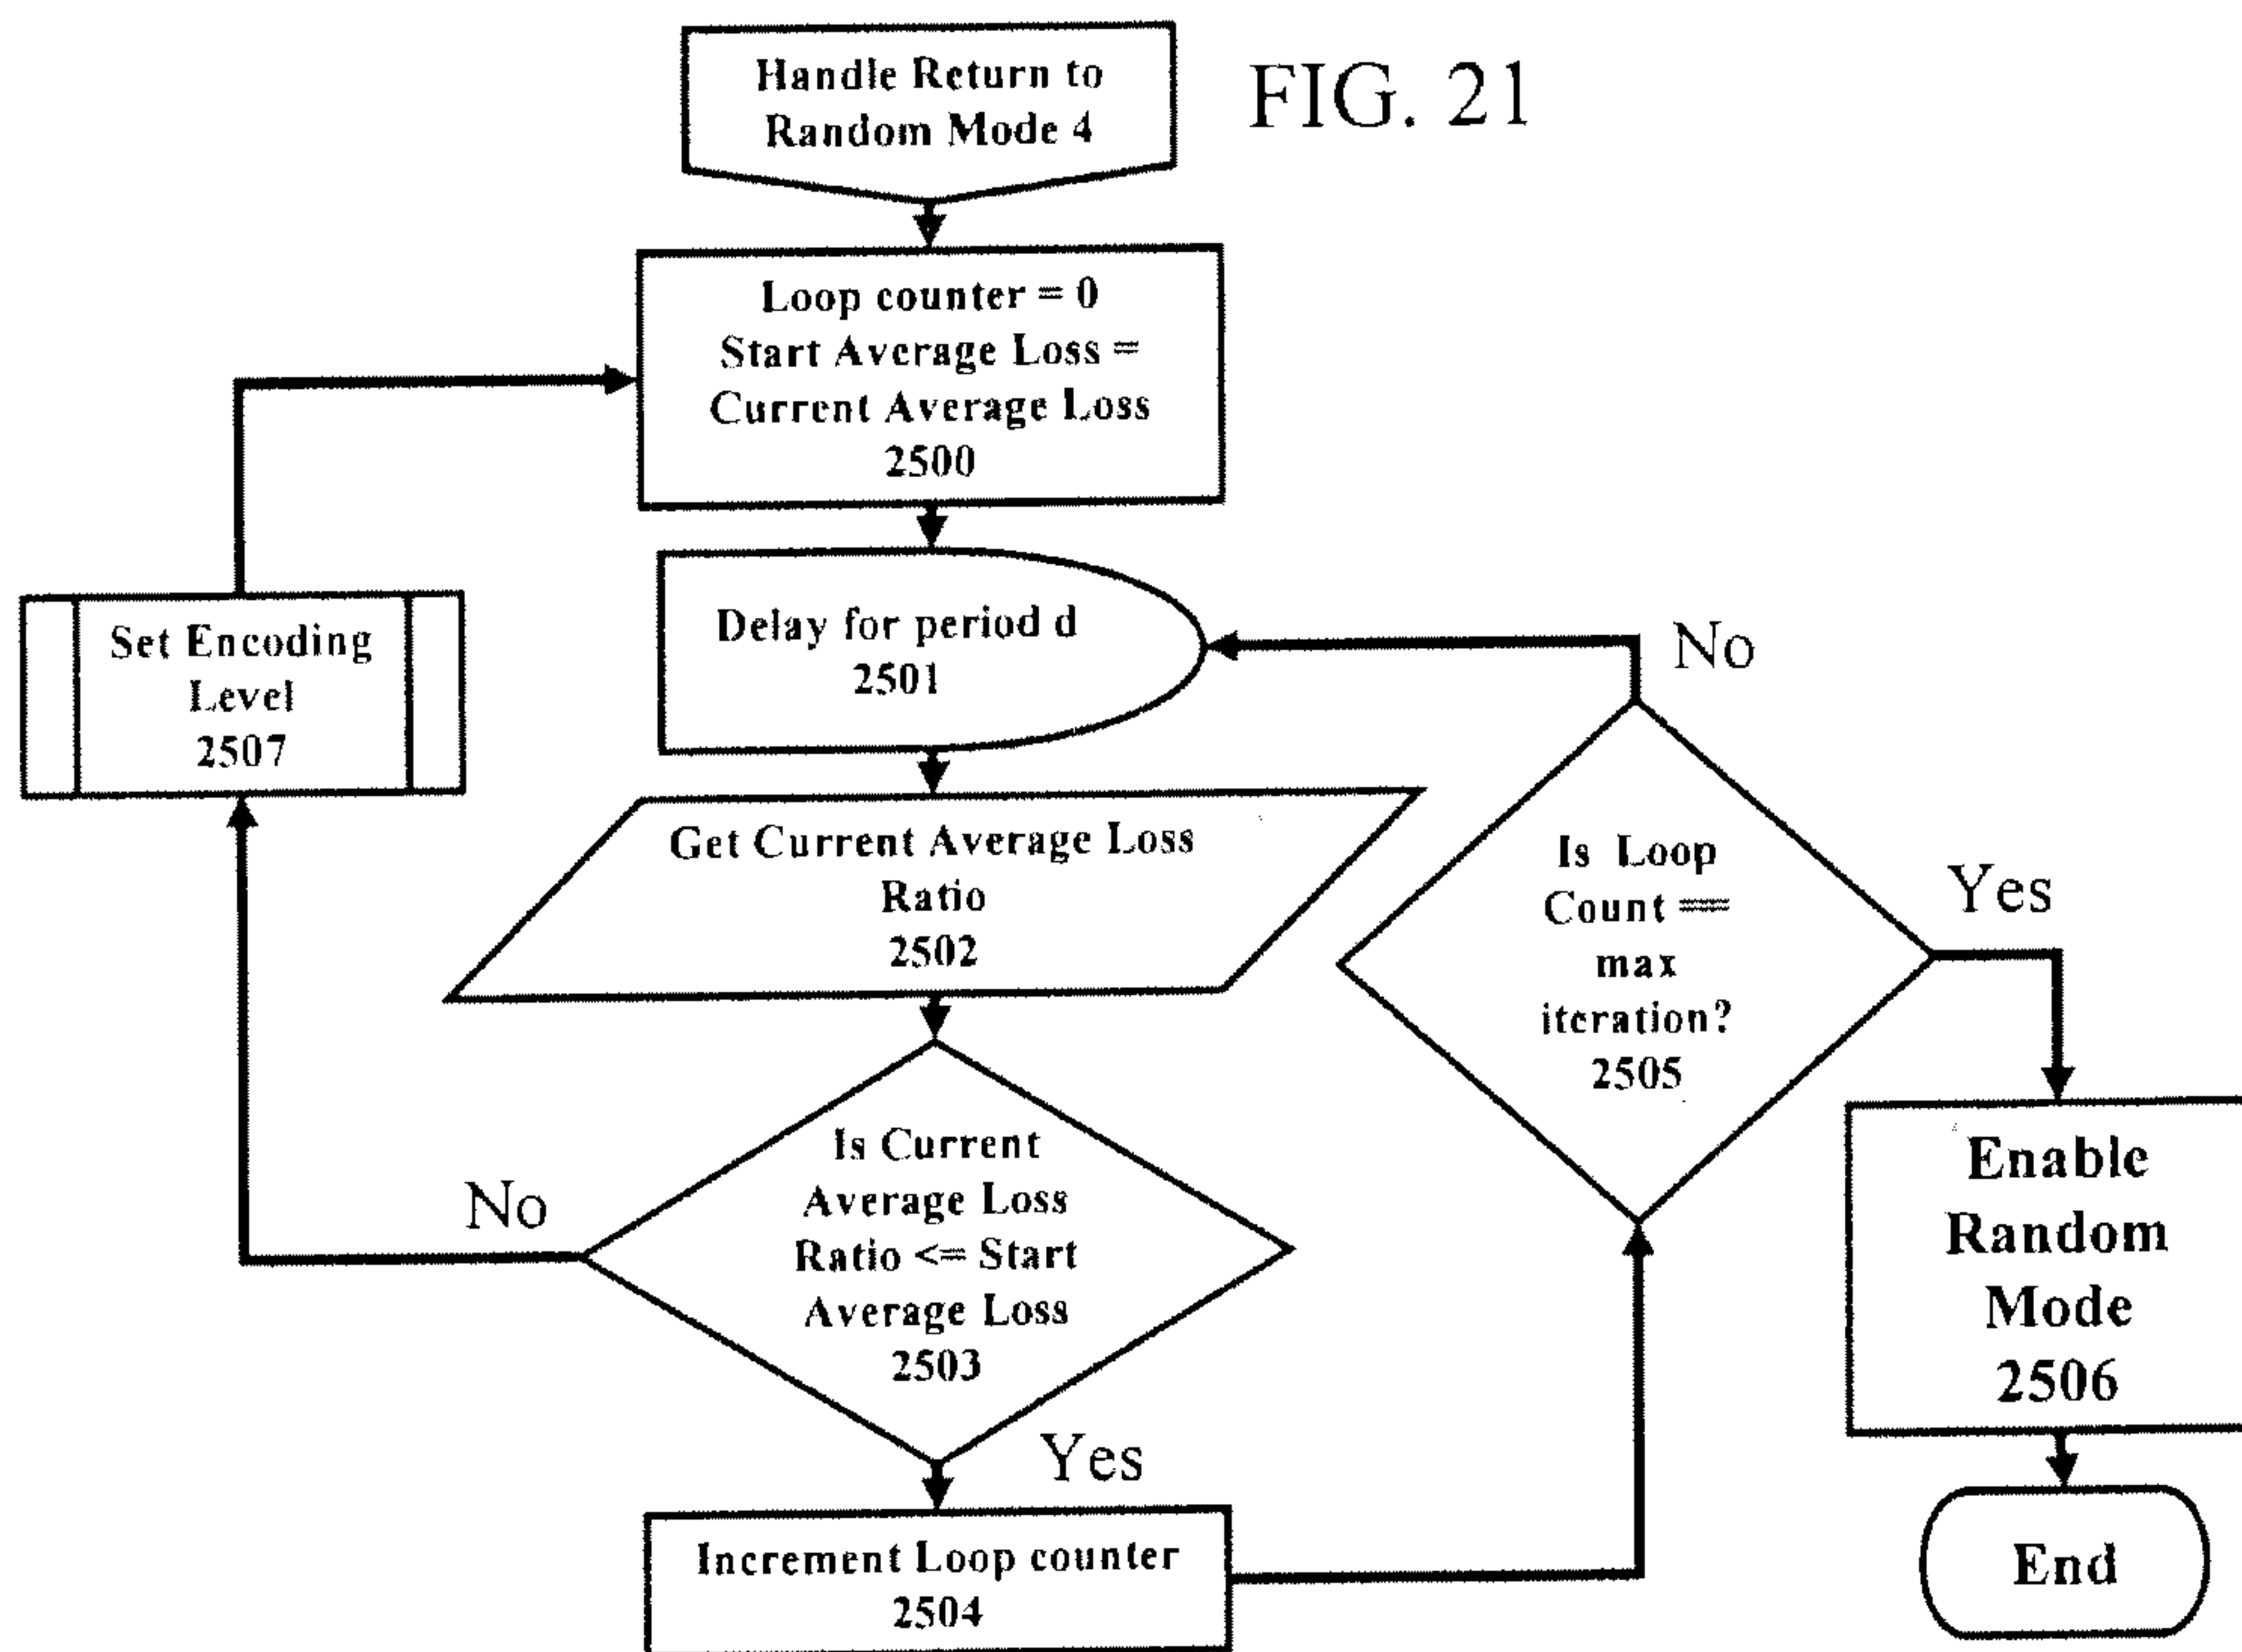 Handle Return to
Random Mode 4
FIG. 21
Loop counter = 0
Start Average Loss =
Current Average Loss
2500
Delay for period d
2501
No
Set Encoding
Level
2507
Get Current Average Loss
Ratio
2502
Is Loop
Count ==
max
iteration?
2505
Yes
Is Current
Average Loss
Ratio <= Start
Average Loss
2503
No
Yes
Enable
Random
Mode
2506
Increment Loop counter
2504
End